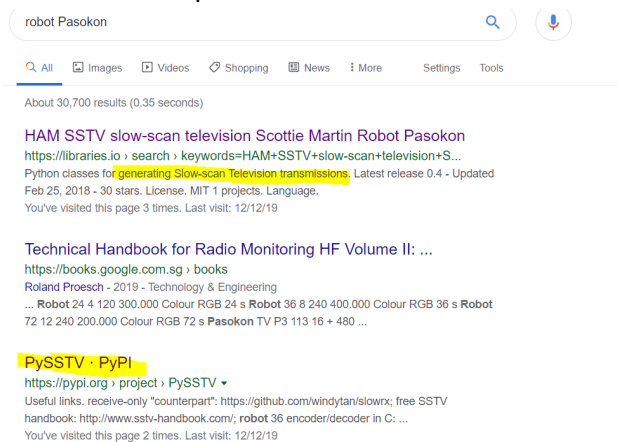 robot Pasokon
All Images Videos Shopping News More Settings Tools
About 30,700 results (0.35 seconds)
HAM SSTV slow-scan television Scottie Martin Robot Pasokon
https://libraries.io › search › keywords=HAM+SSTV+slow-scan+television+S...
Python classes for generating Slow-scan Television transmissions. Latest release 0.4 - Updated
Feb 25, 2018 - 30 stars. License. MIT 1 projects. Language.
You've visited this page 3 times. Last visit: 12/12/19
Technical Handbook for Radio Monitoring HF Volume II: ...
https://books.google.com.sg › books
Roland Proesch - 2019 - Technology & Engineering
... Robot 24 4 120 300.000 Colour RGB 24 s Robot 36 8 240 400.000 Colour RGB 36 s Robot
72 12 240 200.000 Colour RGB 72 s Pasokon TV P3 113 16 + 480 ...
PySSTV · PyPI
https://pypi.org › project › PySSTV
Useful links. receive-only "counterpart": https://github.com/windytan/slowrx; free SSTV
handbook: http://www.sstv-handbook.com/; robot 36 encoder/decoder in C: ...
You've visited this page 2 times. Last visit: 12/12/19